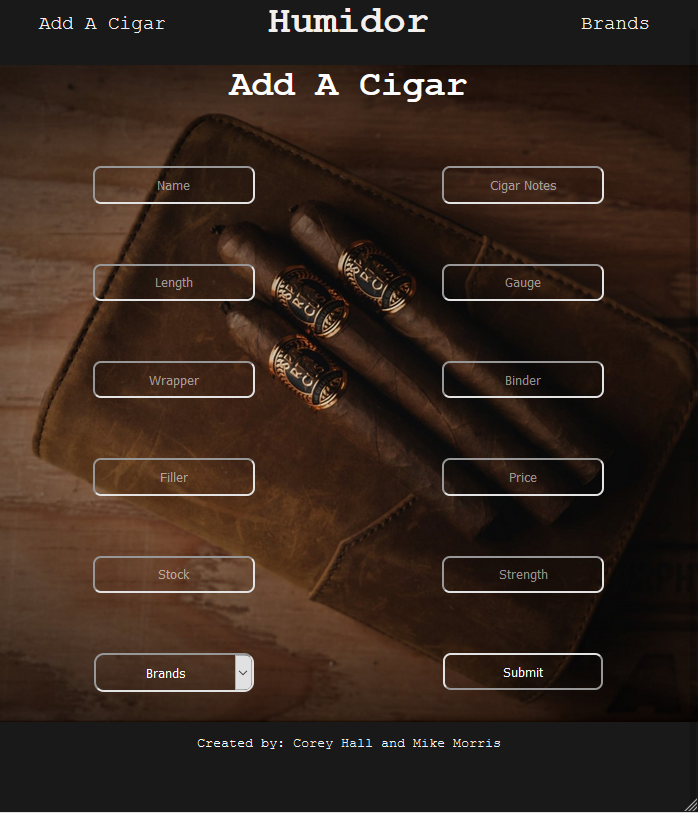 Add A Cigar Humidor Brands
Add A Cigar
Name Cigar Notes
Length Gauge
Wrapper Binder
Filler Price
Stock Strength
Brands Submit
Created by: Corey Hall and Mike Morris